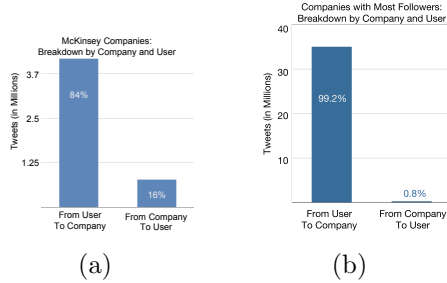 McKinsey Companies:
Breakdown by Company and User
Tweets (in Millions)
3.7
2.5
1.25
84%
16%
From User
To Company
From Company
To User
(a)
Companies with Most Followers:
Breakdown by Company and User
Tweets (in Millions)
40
30
20
10
99.2%
0.8%
From User
To Company
From Company
To User
(b)